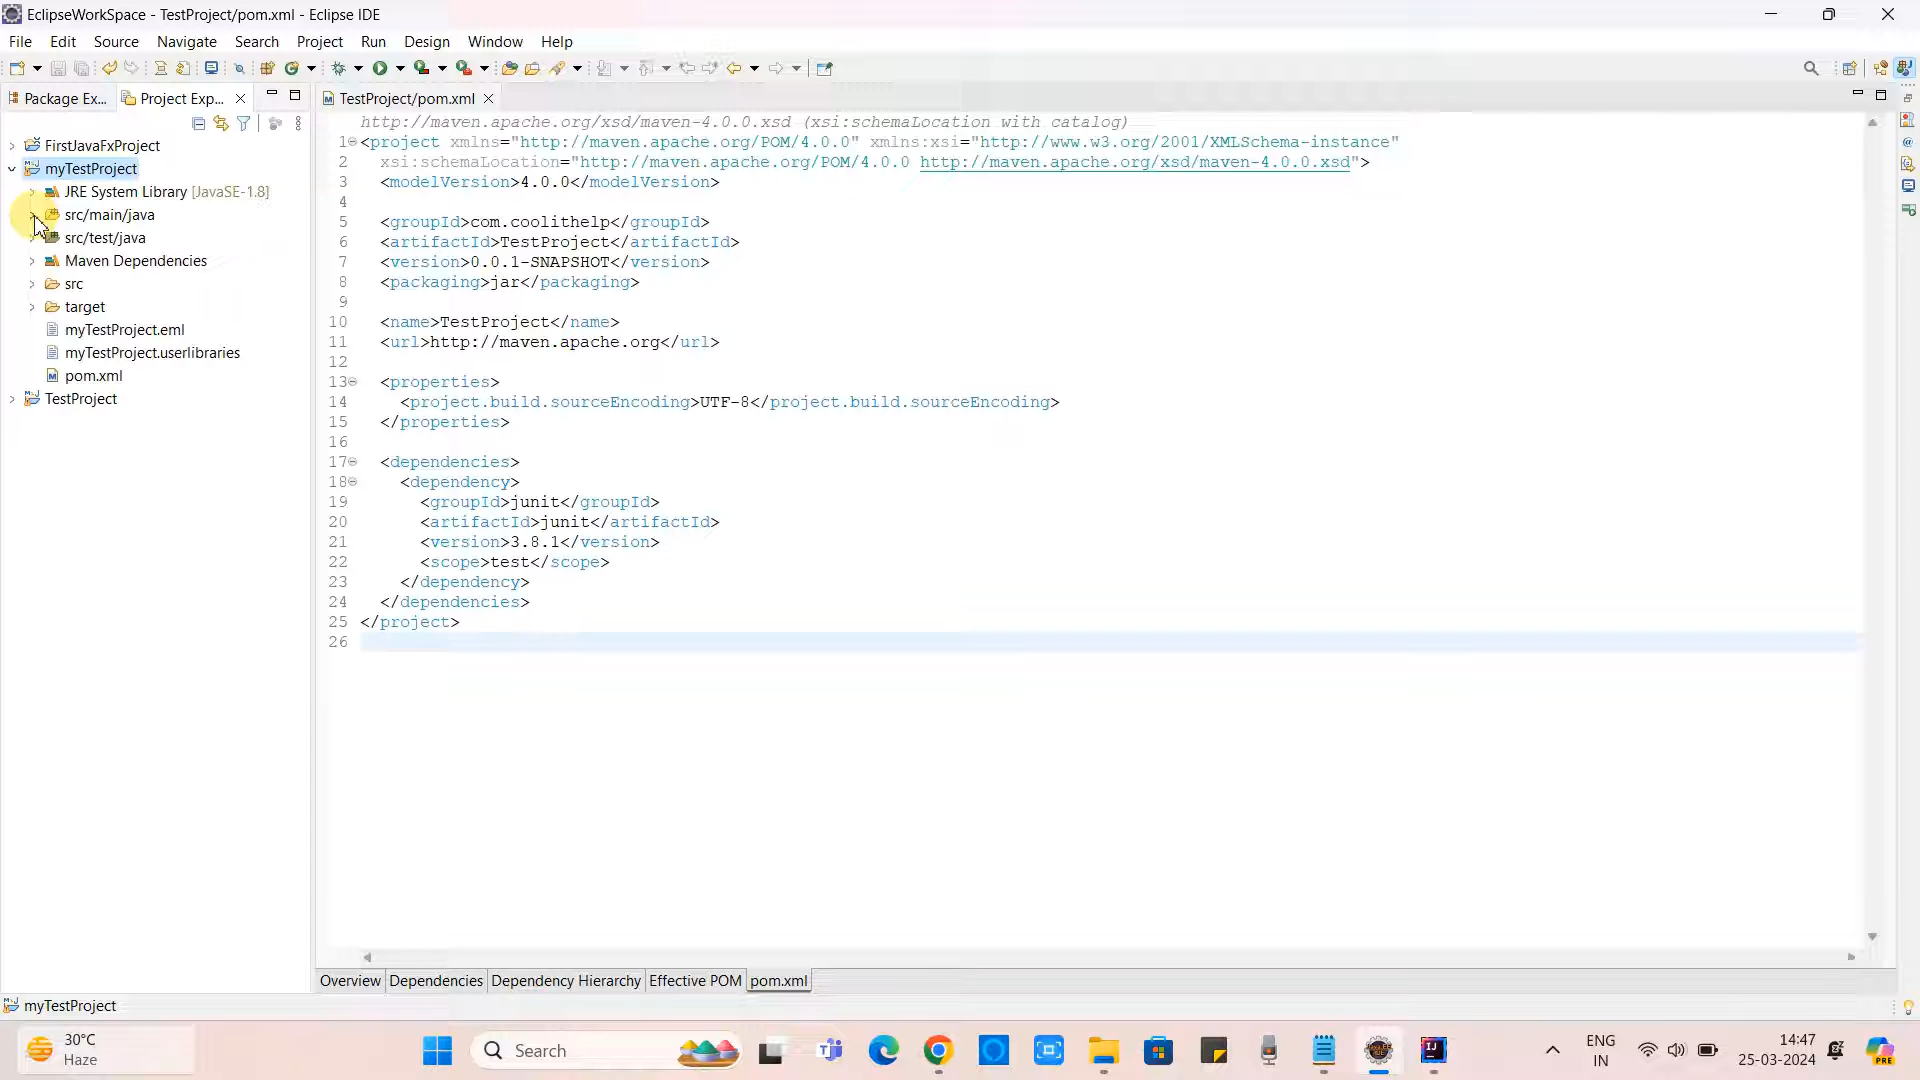 EclipseWorkSpace - TestProject/pom.xml - Eclipse IDE
File Edit Source Navigate Search Project Run Design Window Help
Package Ex... Project Exp... TestProject/pom.xml
FirstJavaFxProject
myTestProject
JRE System Library [JavaSE-1.8]
src/main/java
src/test/java
Maven Dependencies
src
target
myTestProject.eml
myTestProject.userlibraries
pom.xml
TestProject
http://maven.apache.org/xsd/maven-4.0.0.xsd (xsi:schemaLocation with catalog)
1 <project xmlns="http://maven.apache.org/POM/4.0.0" xmlns:xsi="http://www.w3.org/2001/XMLSchema-instance"
2 xsi:schemaLocation="http://maven.apache.org/POM/4.0.0 http://maven.apache.org/xsd/maven-4.0.0.xsd">
3 <modelVersion>4.0.0</modelVersion>
4
5 <groupId>com.coolithelp</groupId>
6 <artifactId>TestProject</artifactId>
7 <version>0.0.1-SNAPSHOT</version>
8 <packaging>jar</packaging>
9
10 <name>TestProject</name>
11 <url>http://maven.apache.org</url>
12
13 <properties>
14 <project.build.sourceEncoding>UTF-8</project.build.sourceEncoding>
15 </properties>
16
17 <dependencies>
18 <dependency>
19 <groupId>junit</groupId>
20 <artifactId>junit</artifactId>
21 <version>3.8.1</version>
22 <scope>test</scope>
23 </dependency>
24 </dependencies>
25 </project>
26
Overview Dependencies Dependency Hierarchy Effective POM pom.xml
myTestProject
30°C
Haze
Search
ENG
IN
14:47
25-03-2024